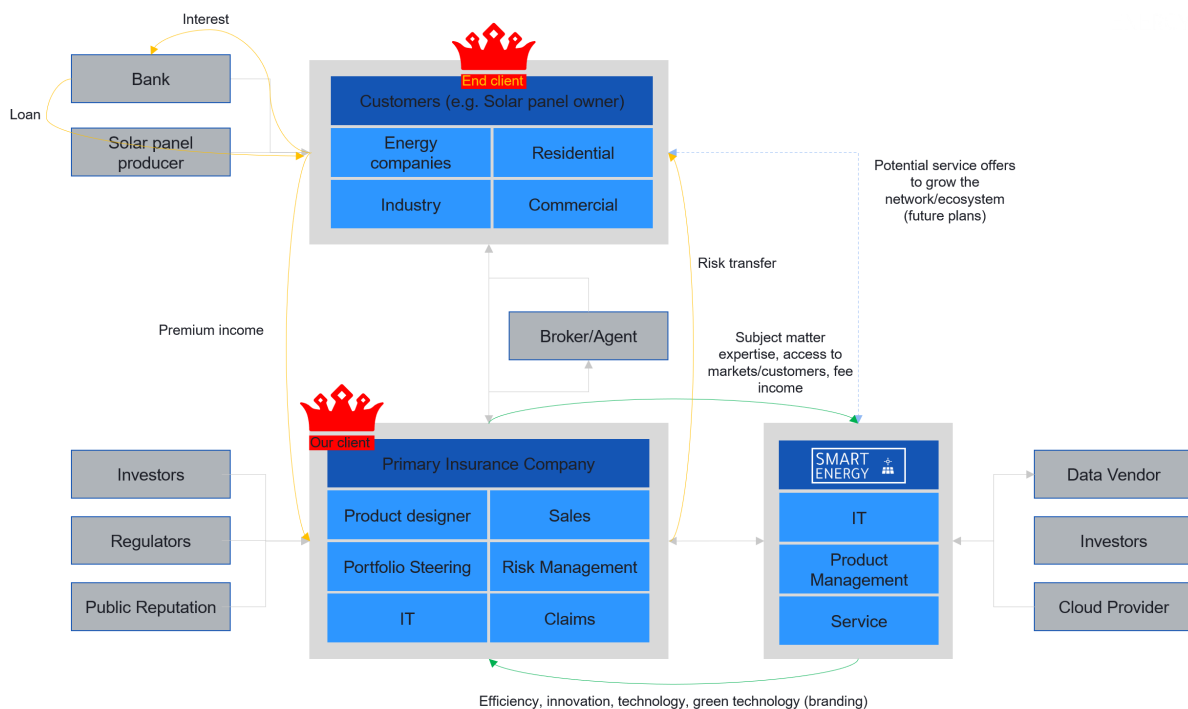 Interest
End client
Bank
Customers (e.g. Solar panel owner)
Loan
Solar panel
producer
Energy
companies
Residential
Industry
Commercial
Potential service offers
to grow the
network/ecosystem
(future plans)
Risk transfer
Premium income
Broker/Agent
Subject matter
expertise, access to
markets/customers, fee
income
Our client
Primary Insurance Company
SMART
ENERGY
Investors
Product designer
Sales
IT
Data Vendor
Regulators
Portfolio Steering
Risk Management
Product
Management
Investors
Public Reputation
IT
Claims
Service
Cloud Provider
Efficiency, innovation, technology, green technology (branding)